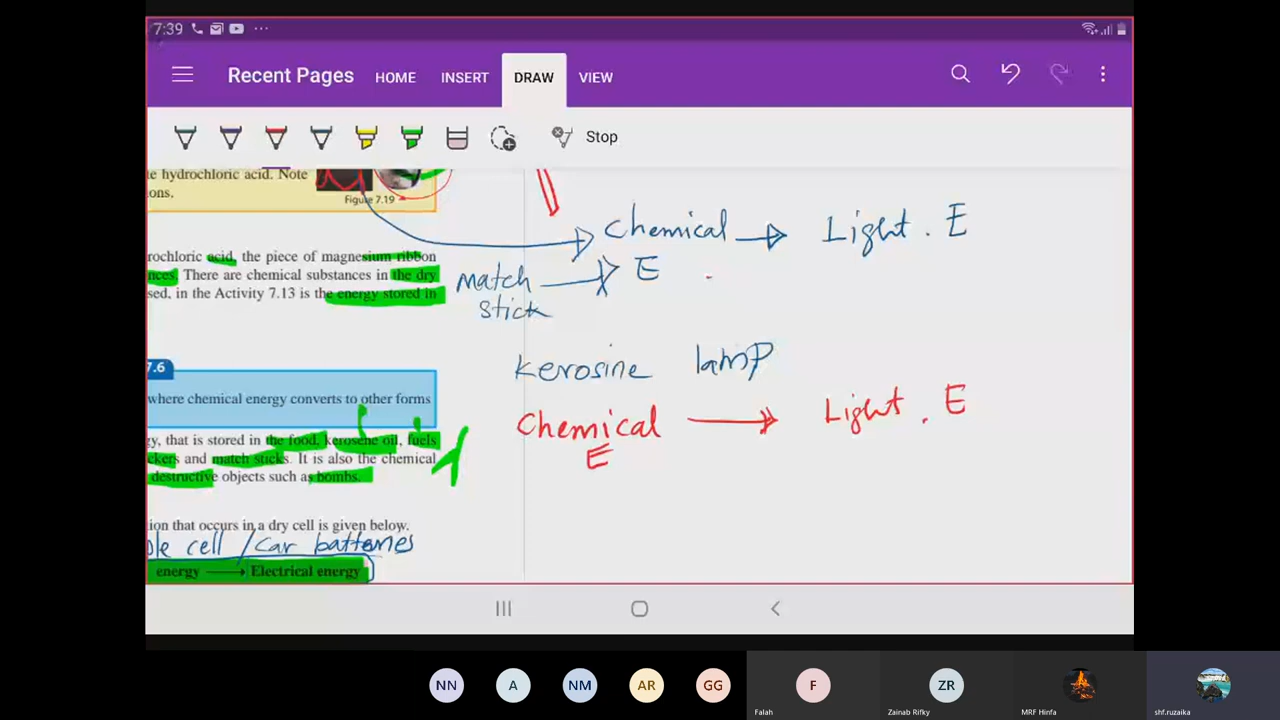 7:39
Recent Pages HOME INSERT DRAW VIEW
Stop
te hydrochloric acid. Note
ons.
Figure 7.19
Chemical → Light . E
E
match
stick
rochloric acid, the piece of magnesium ribbon
nces. There are chemical substances in the dry
sed, in the Activity 7.13 is the energy stored in
kerosine lamp
Chemical → Light . E
E
7.6
where chemical energy converts to other forms
gy, that is stored in the food, kerosene oil, fuels
ckers and match sticks. It is also the chemical
destructive objects such as bombs.
ion that occurs in a dry cell is given below.
ple cell / car batteries
energy → Electrical energy
NN A NM AR GG F ZR
Falah Zainab Rifky MRF Hinfa shf.ruzaika